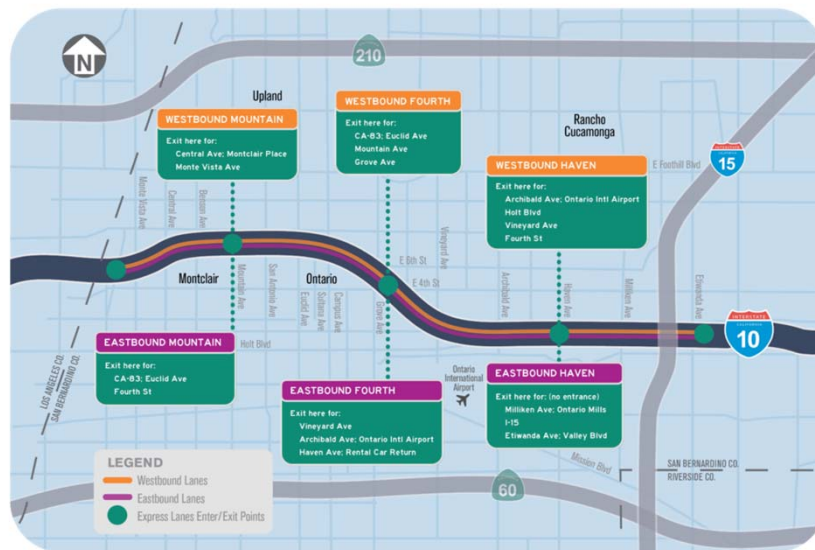 N
210
Upland
WESTBOUND MOUNTAIN
Exit here for:
Central Ave; Montclair Place
Monte Vista Ave
WESTBOUND FOURTH
Exit here for:
CA-83; Euclid Ave
Mountain Ave
Grove Ave
Rancho
Cucamonga
WESTBOUND HAVEN
Exit here for:
Archibald Ave; Ontario Intl Airport
Holt Blvd
Vineyard Ave
Fourth St
E Foothill Blvd
15
Monte Vista Ave
Central Ave
Benson Ave
Vineyard Ave
E 5th St
E 4th St
Montclair
Mountain Ave
San Antonio Ave
Ontario
Euclid Ave
Sultana Ave
Campus Ave
Grove Ave
Archibald Ave
Haven Ave
Milliken Ave
Etiwanda Ave
INTERSTATE
CALIFORNIA
10
Holt Blvd
EASTBOUND MOUNTAIN
Exit here for:
CA-83; Euclid Ave
Fourth St
EASTBOUND FOURTH
Exit here for:
Vineyard Ave
Archibald Ave; Ontario Intl Airport
Haven Ave; Rental Car Return
Ontario
International
Airport
EASTBOUND HAVEN
Exit here for: (no entrance)
Milliken Ave; Ontario Mills
I-15
Etiwanda Ave; Valley Blvd
LOS ANGELES CO.
SAN BERNARDINO CO.
Mission Blvd
SAN BERNARDINO CO.
RIVERSIDE CO.
60
LEGEND
Westbound Lanes
Eastbound Lanes
Express Lanes Enter/Exit Points